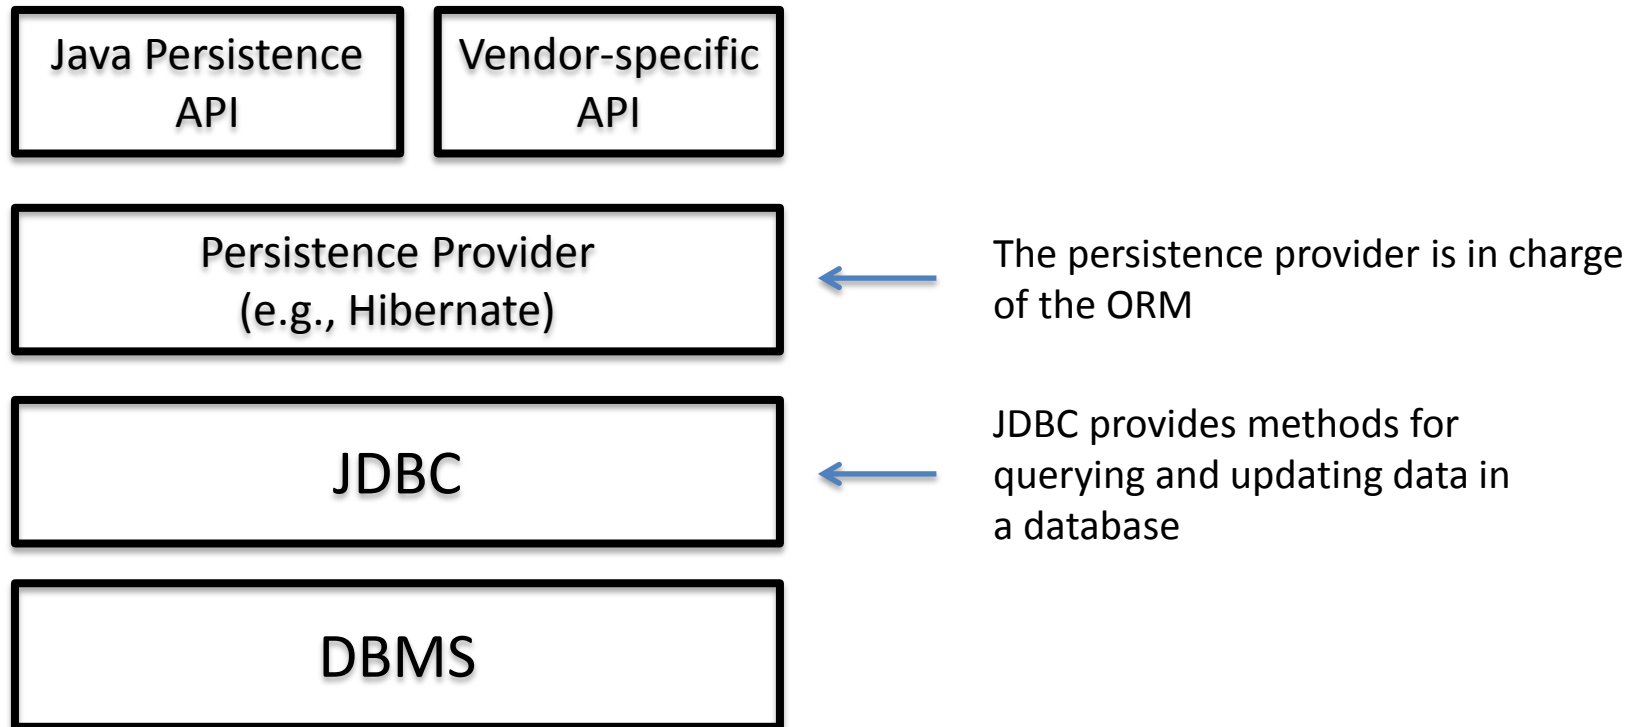 Java Persistence
API
Vendor-specific
API
Persistence Provider
(e.g., Hibernate)
The persistence provider is in charge
of the ORM
JDBC
JDBC provides methods for
querying and updating data in
a database
DBMS